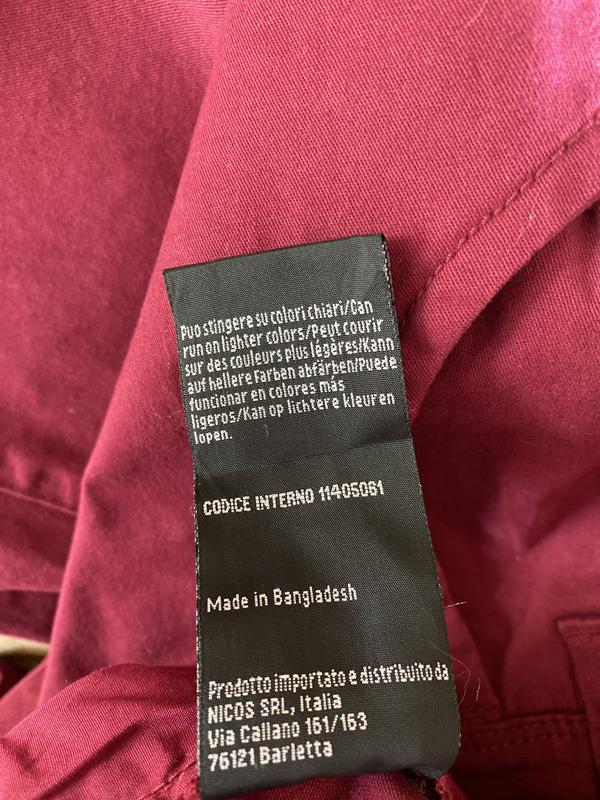 Puo stingere su colori chiari/Can
run on lighter colors/Peut courir
sur des couleurs plus légères/Kann
auf hellere Farben abfärben/Puede
funcionar en colores más
ligeros/Kan op lichtere kleuren
lopen.
CODICE INTERNO 11405061
Made in Bangladesh
Prodotto importato e distribuito da
NICOS SRL, Italia
Via Callano 161/163
76121 Barletta